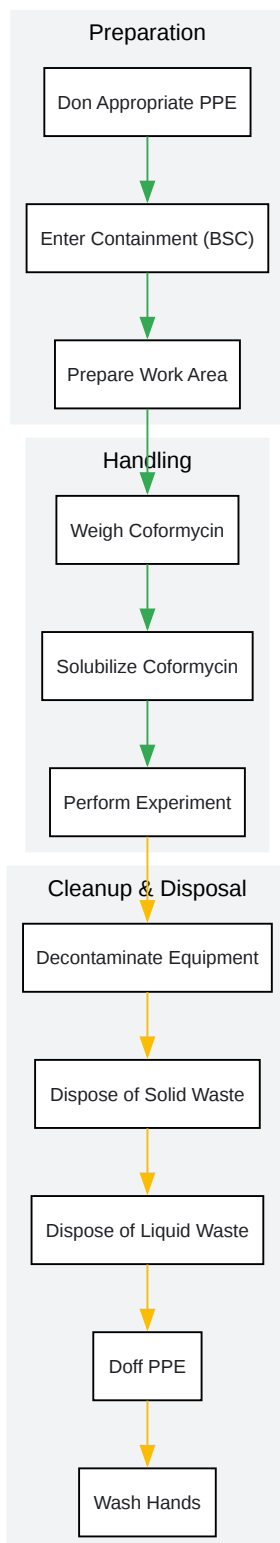 Preparation
Don Appropriate PPE
Enter Containment (BSC)
Prepare Work Area
Handling
Weigh Coformycin
Solubilize Coformycin
Perform Experiment
Cleanup & Disposal
Decontaminate Equipment
Dispose of Solid Waste
Dispose of Liquid Waste
Doff PPE
Wash Hands